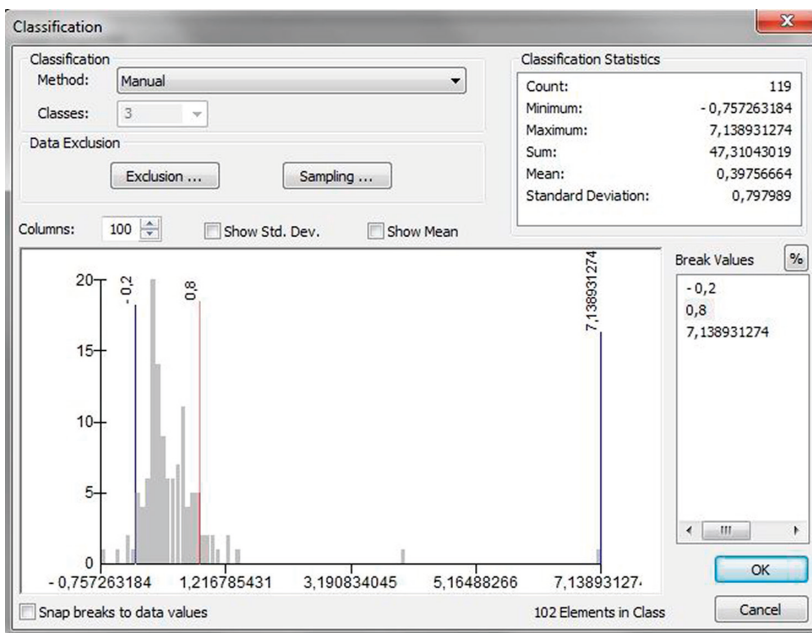 Classification
Classification
Method: Manual
Classes: 3
Data Exclusion
Exclusion ... Sampling ...
Classification Statistics
Count: 119
Minimum: - 0,757263184
Maximum: 7,138931274
Sum: 47,31043019
Mean: 0,39756664
Standard Deviation: 0,797989
Columns: 100 Show Std. Dev. Show Mean
Break Values %
- 0,2
0,8
7,138931274
20
15
10
5
0
- 0,2
0,8
7,138931274
- 0,757263184 1,216785431 3,190834045 5,16488266 7,13893127
Snap breaks to data values
102 Elements in Class
OK
Cancel